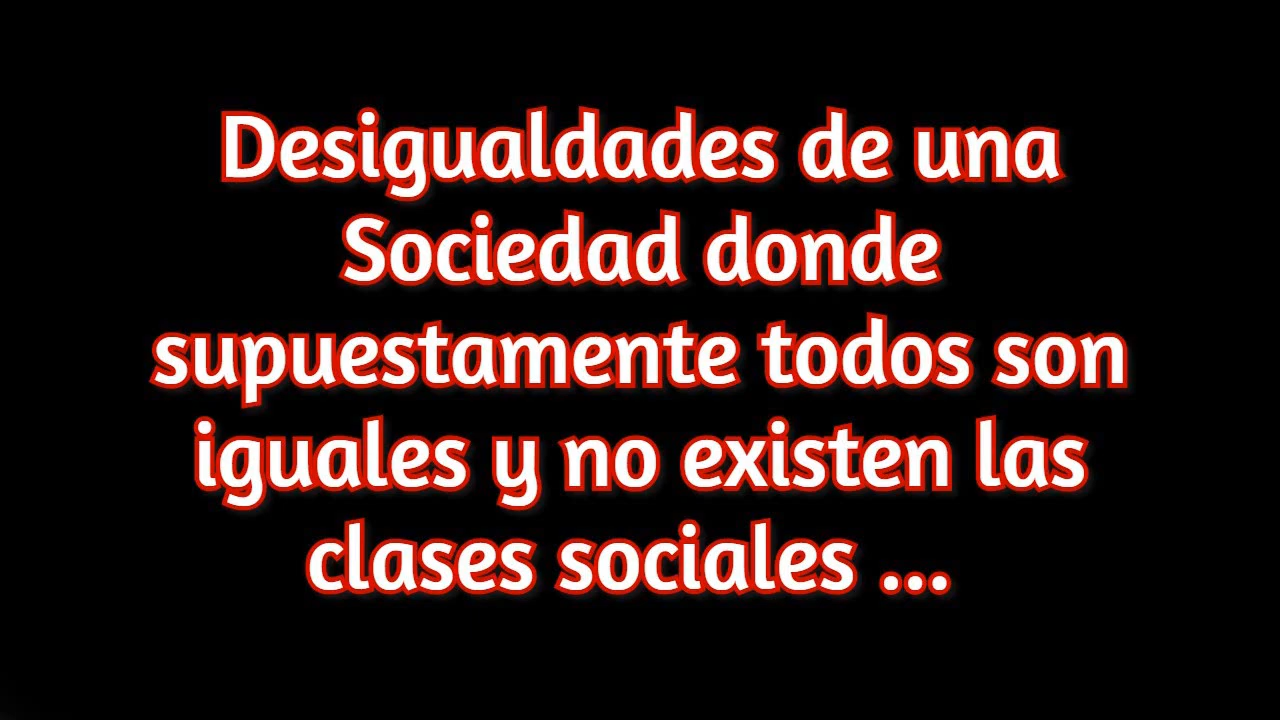 Desigualdades de una
Sociedad donde
supuestamente todos son
iguales y no existen las
clases sociales ...